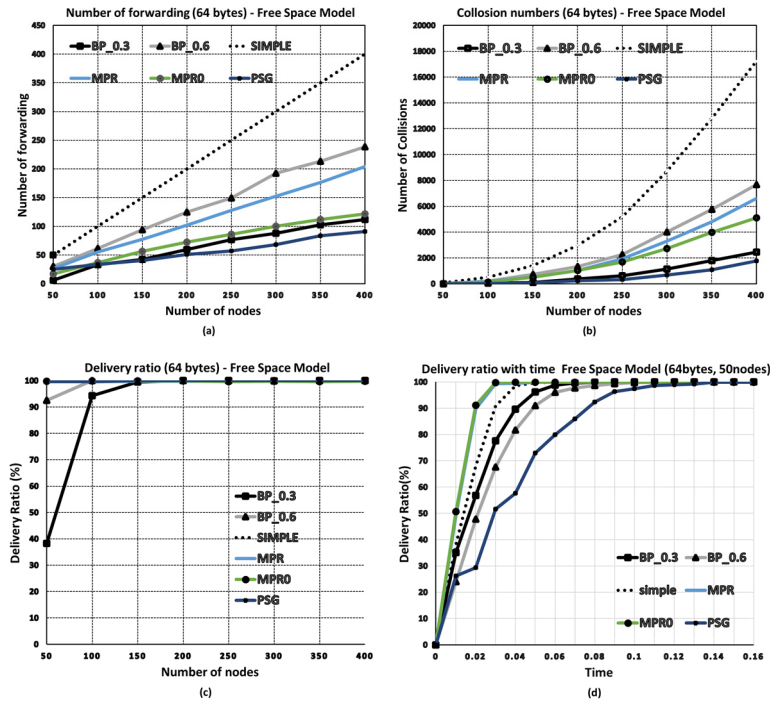 Number of forwarding (64 bytes) - Free Space Model
450
400
350
300
250
200
150
100
50
0
Number of forwarding
BP_0.3
BP_0.6
SIMPLE
MPR
MPR0
PSG
50 100 150 200 250 300 350 400
Number of nodes
(a)
Collosion numbers (64 byte) - Free Space Model
20000
18000
16000
14000
12000
10000
8000
6000
4000
2000
0
Number of Collisions
BP_0.3
BP_0.6
SIMPLE
MPR
MPR0
PSG
50 100 150 200 250 300 350 400
Number of nodes
(b)
Delivery ratio (64 bytes) - Free Space Model
100
90
80
70
60
50
40
30
20
10
0
Delivery Ratio (%)
BP_0.3
BP_0.6
SIMPLE
MPR
MPR0
PSG
50 100 150 200 250 300 350 400
Number of nodes
(c)
Delivery ratio with time Free Space Model (64bytes, 50nodes)
100
90
80
70
60
50
40
30
20
10
0
Delivery Ratio(%)
BP_0.3
BP_0.6
simple
MPR
MPR0
PSG
0 0.02 0.04 0.06 0.08 0.1 0.12 0.14 0.16
Time
(d)